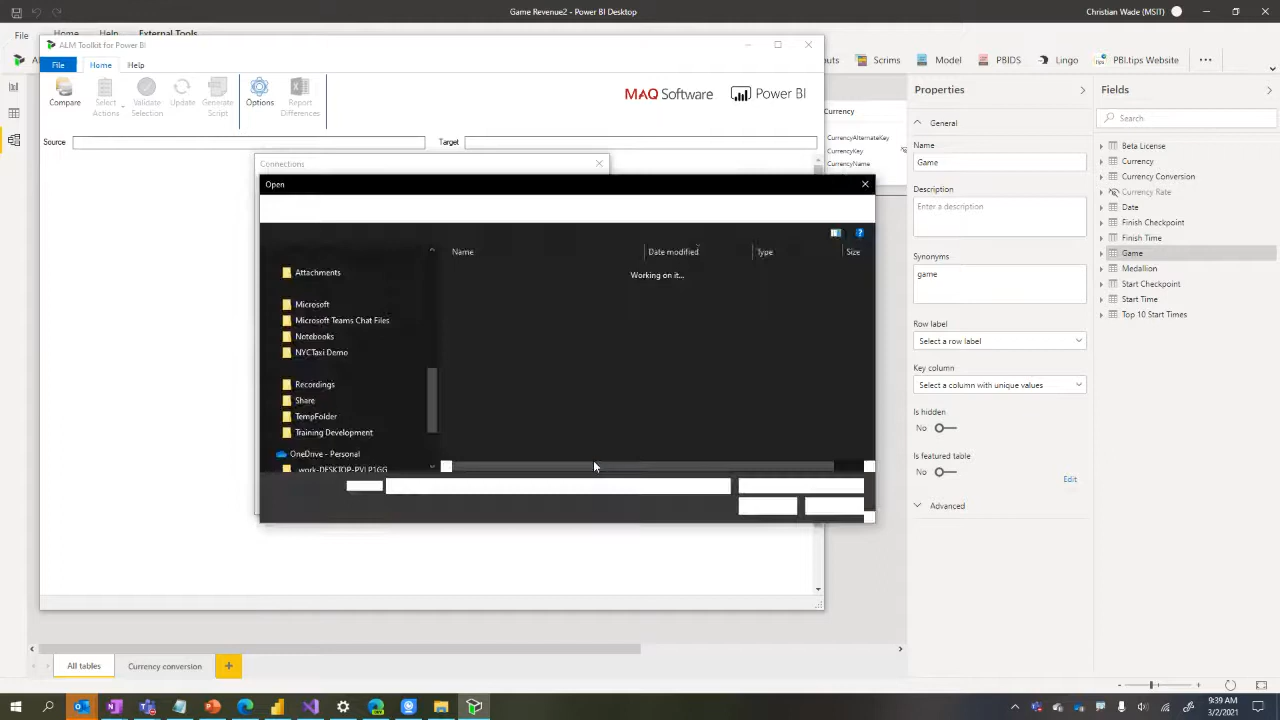 Game Revenue2 - Power BI Desktop
Christian Wade (MSIT)
File
Home
Help
External Tools
ALM Toolkit for Power BI
Scrims
Model
PBIDS
Lingo
PBI.tips Website
File
Home
Help
Compare
Select Actions
Validate Selection
Update
Generate Script
Options
Report Differences
MAQ Software
Power BI
Source
Target
Connections
Open
Name
Date modified
Type
Size
Working on it...
Attachments
Microsoft
Microsoft Teams Chat Files
Notebooks
NYCTaxi Demo
Recordings
Share
TempFolder
Training Development
OneDrive - Personal
Currency
CurrencyAlternateKey
CurrencyKey
CurrencyName
Properties
General
Name
Game
Description
Enter a description
Synonyms
game
Row label
Select a row label
Key column
Select a column with unique values
Is hidden
No
Is featured table
No
Edit
Advanced
Fields
Search
Beta License
Currency
Currency Conversion
Currency Rate
Date
Finish Checkpoint
Finish Time
Game
Medallion
Start Checkpoint
Start Time
Top 10 Start Times
All tables
Currency conversion
+
9:39 AM
3/2/2021